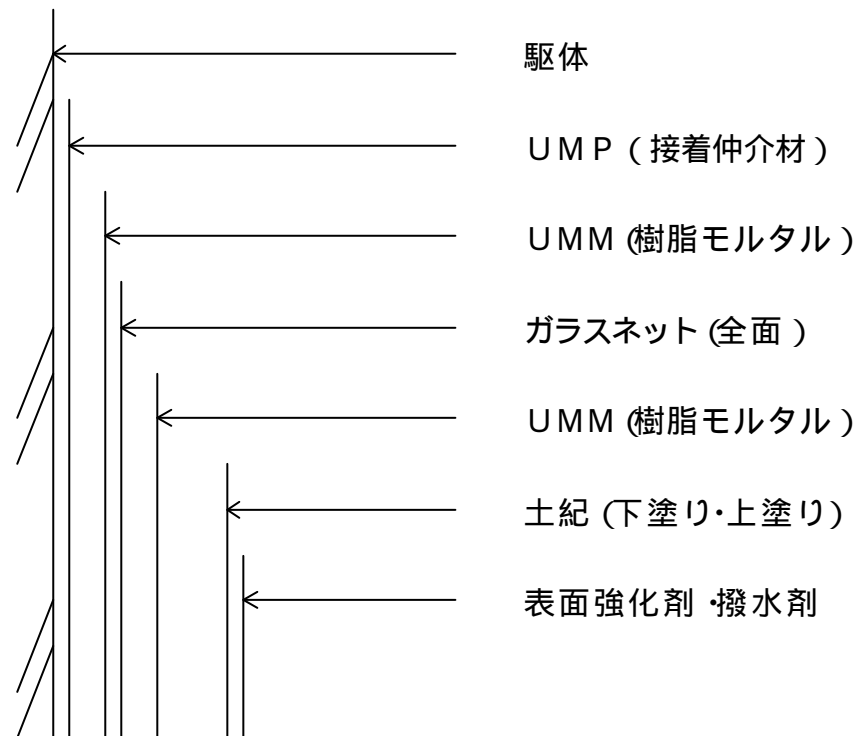 駆体
ＵＭＰ（接着仲介材）
ＵＭＭ（樹脂モルタル）
ガラスネット（全面）
ＵＭＭ（樹脂モルタル）
土紀（下塗り・上塗り）
表面強化剤・撥水剤